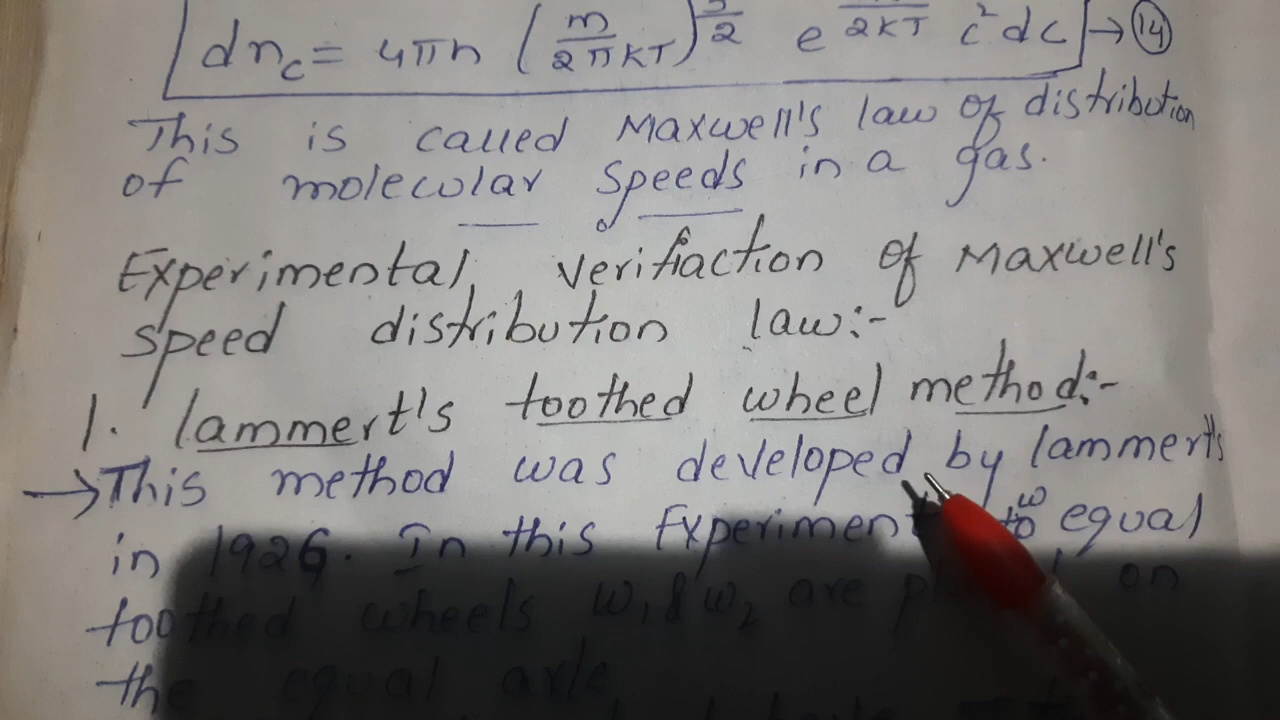 dn_c = 4πn (m/2πKT)^3/2 e 2KT c² dc → (14)
This is called Maxwell's law of distribution
of molecular speeds in a gas.
Experimental verifiaction of Maxwell's
speed distribution law:-
1. lammert's toothed wheel method:-
→ This method was developed by lammert's
in 1926. In this Experiment two equal
toothed wheels w₁ & w₂ are on
the equal axle